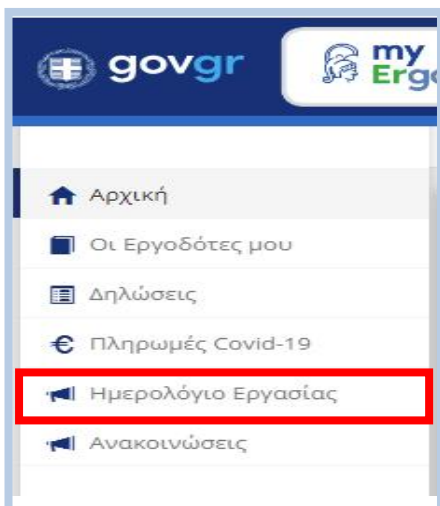 govgr
my
Erg
Αρχική
Οι Εργοδότες μου
Δηλώσεις
Πληρωμές Covid-19
Ημερολόγιο Εργασίας
Ανακοινώσεις